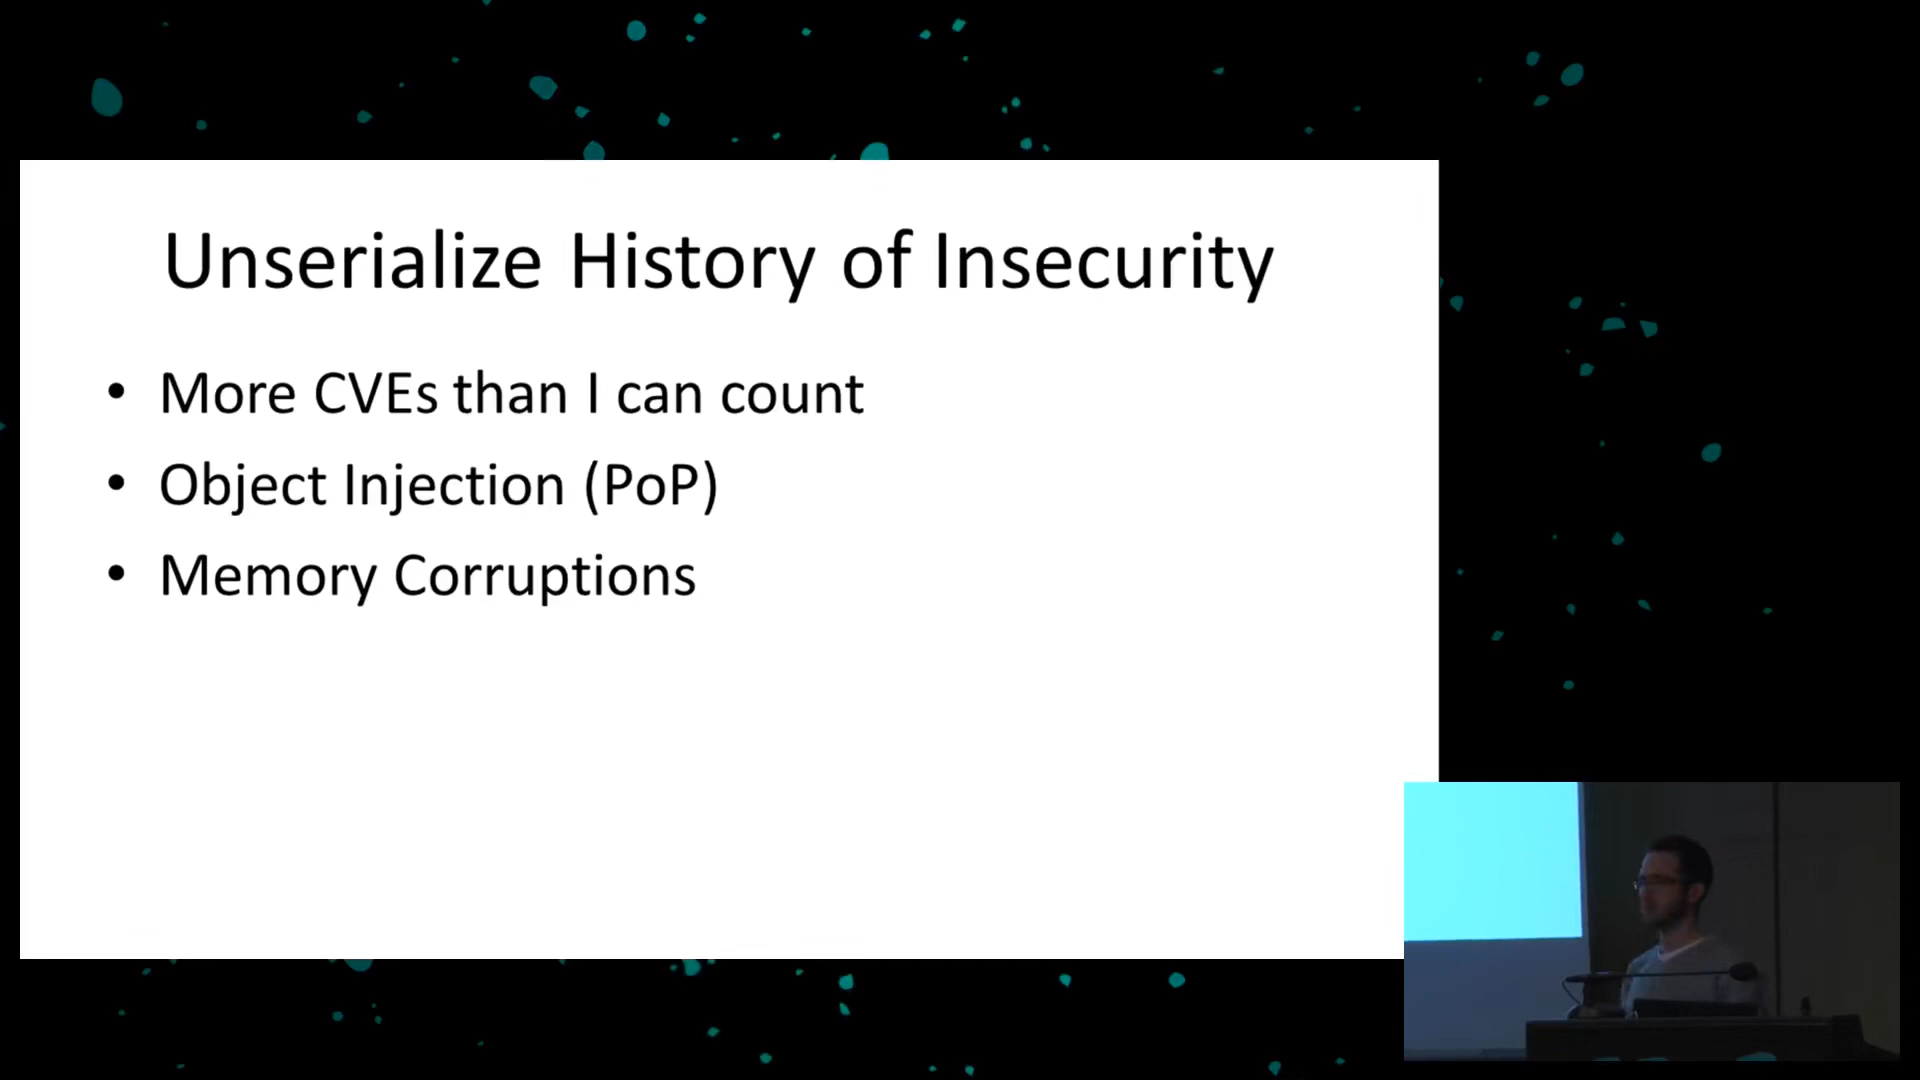 Unserialize History of Insecurity
• More CVEs than I can count
• Object Injection (PoP)
• Memory Corruptions